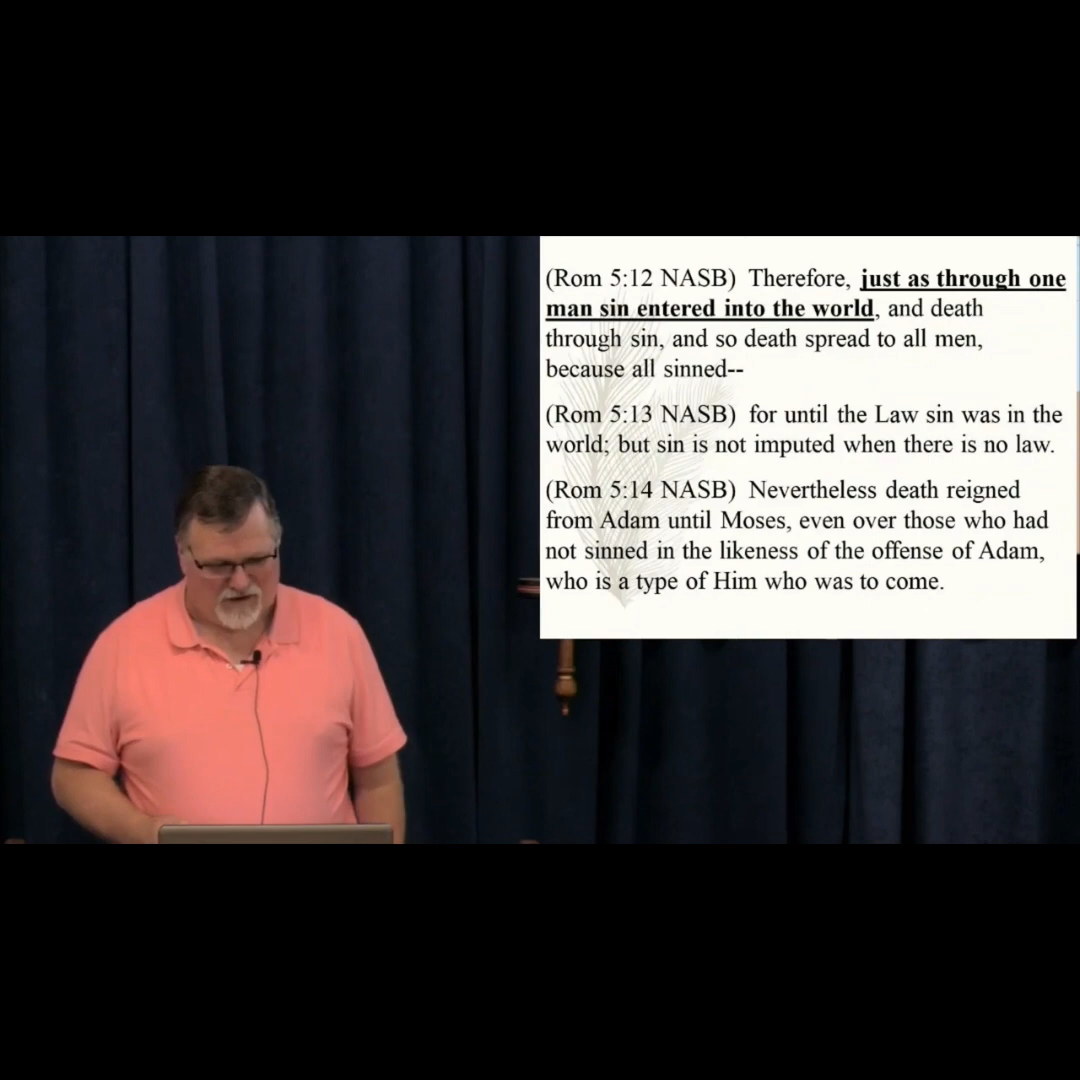 (Rom 5:12 NASB) Therefore, just as through one
man sin entered into the world, and death
through sin, and so death spread to all men,
because all sinned--
(Rom 5:13 NASB) for until the Law sin was in the
world; but sin is not imputed when there is no law.
(Rom 5:14 NASB) Nevertheless death reigned
from Adam until Moses, even over those who had
not sinned in the likeness of the offense of Adam,
who is a type of Him who was to come.